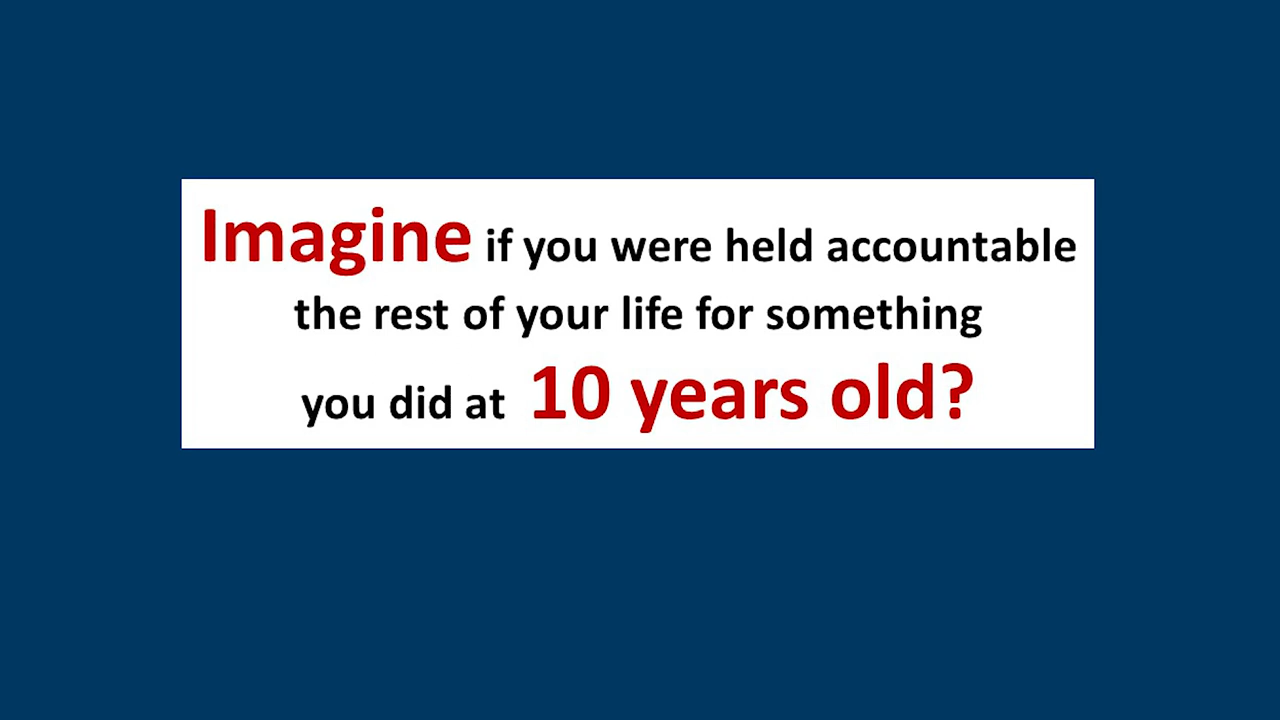 Imagine if you were held accountable
the rest of your life for something
you did at 10 years old?